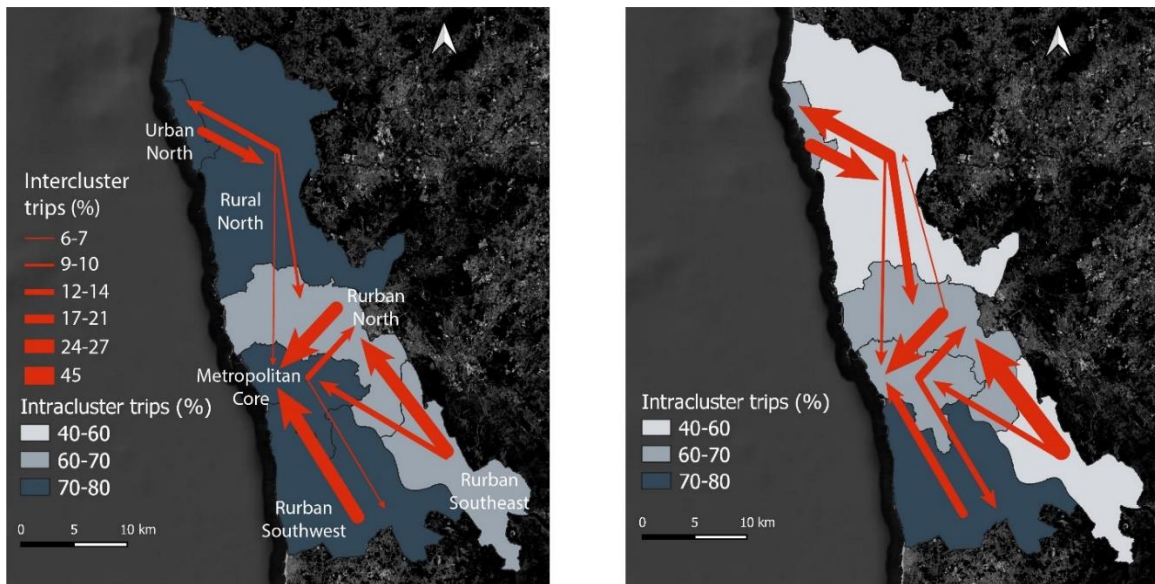 Urban
North
Intercluster
trips (%)
6-7
9-10
12-14
17-21
24-27
45
Intracluster trips (%)
40-60
60-70
70-80
0 5 10 km
Rural
North
Rurban
North
Metropolitan
Core
Rurban
Southwest
Rurban
Southeast
Intracluster trips (%)
40-60
60-70
70-80
0 5 10 km